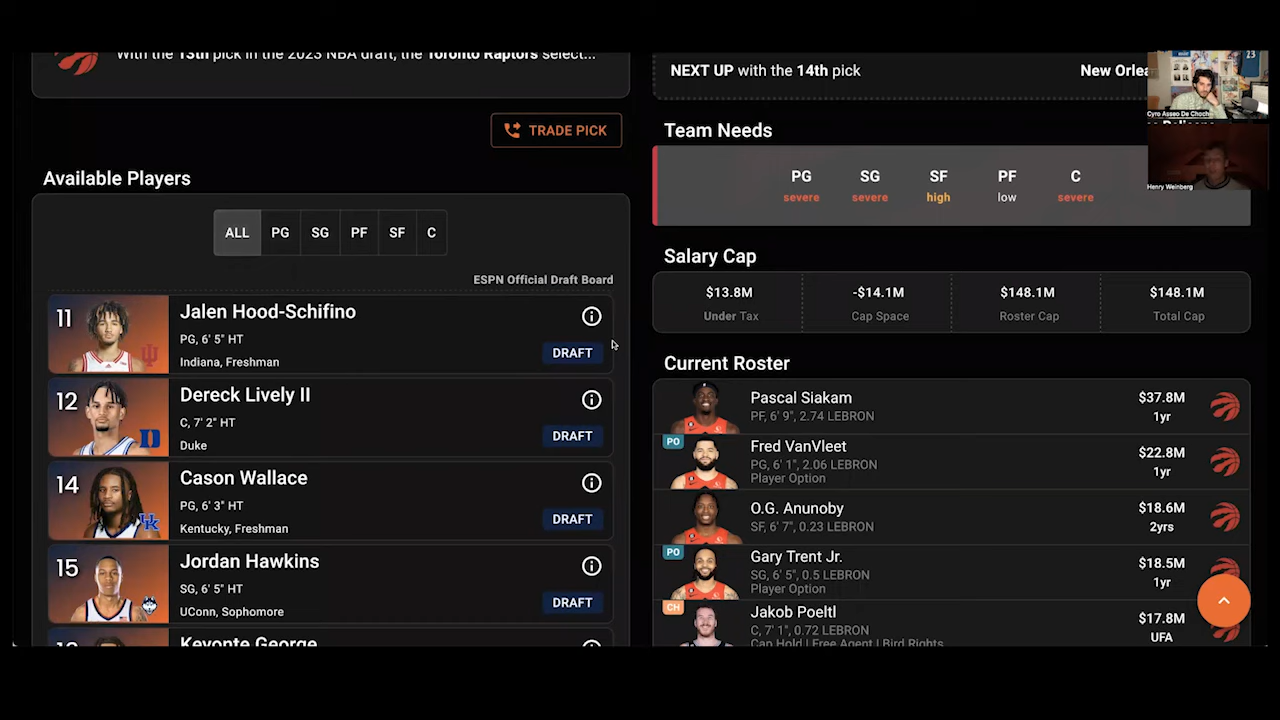 With the 13th pick in the 2023 NBA draft, the Toronto Raptors select...
TRADE PICK
Available Players
ALL PG SG PF SF C
ESPN Official Draft Board
11
Jalen Hood-Schifino
PG, 6' 5" HT
Indiana, Freshman
DRAFT
12
Dereck Lively II
C, 7' 2" HT
Duke
DRAFT
14
Cason Wallace
PG, 6' 3" HT
Kentucky, Freshman
DRAFT
15
Jordan Hawkins
SG, 6' 5" HT
UConn, Sophomore
DRAFT
Keyonte George
NEXT UP with the 14th pick
New Orlea
23
Cyro Asseo De Choch
Henry Weinberg
Team Needs
PG SG SF PF C
severe severe high low severe
Salary Cap
$13.8M -$14.1M $148.1M $148.1M
Under Tax Cap Space Roster Cap Total Cap
Current Roster
Pascal Siakam
PF, 6' 9", 2.74 LEBRON
$37.8M
1yr
PO
Fred VanVleet
PG, 6' 1", 2.06 LEBRON
Player Option
$22.8M
1yr
O.G. Anunoby
SF, 6' 7", 0.23 LEBRON
$18.6M
2yrs
PO
Gary Trent Jr.
SG, 6' 5", 0.5 LEBRON
Player Option
$18.5M
1yr
CH
Jakob Poeltl
C, 7' 1", 0.72 LEBRON
Cap Hold | Free Agent | Bird Rights
$17.8M
UFA